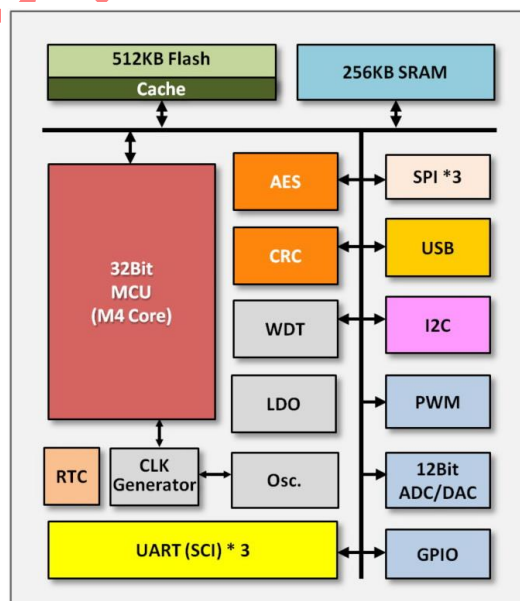 512KB Flash
Cache
256KB SRAM
32Bit
MCU
(M4 Core)
AES
SPI *3
CRC
USB
WDT
I2C
LDO
PWM
RTC
CLK
Generator
Osc.
12Bit
ADC/DAC
UART (SCI) * 3
GPIO